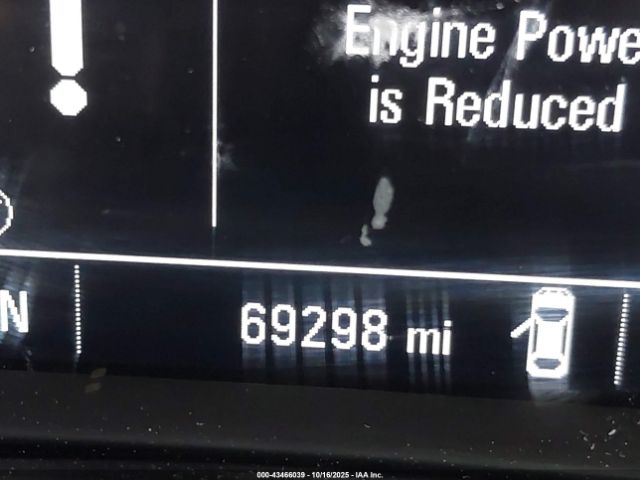 Engine Powe
is Reduced
N
69298 mi
000-43466039 - 10/16/2025 - IAA Inc.